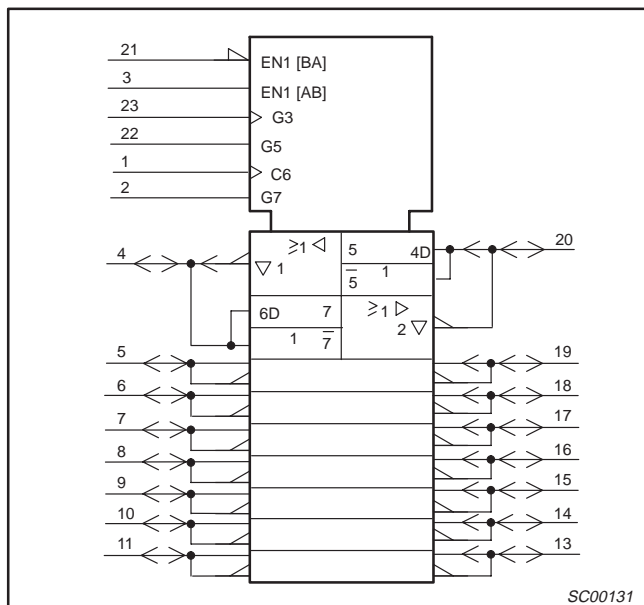 21 EN1 [BA]
3 EN1 [AB]
23 G3
22 G5
1 C6
2 G7
4 ≥1 5 4D 20
1 5 1
6D 7 ≥1
1 7 2
5 19
6 18
7 17
8 16
9 15
10 14
11 13
SC00131